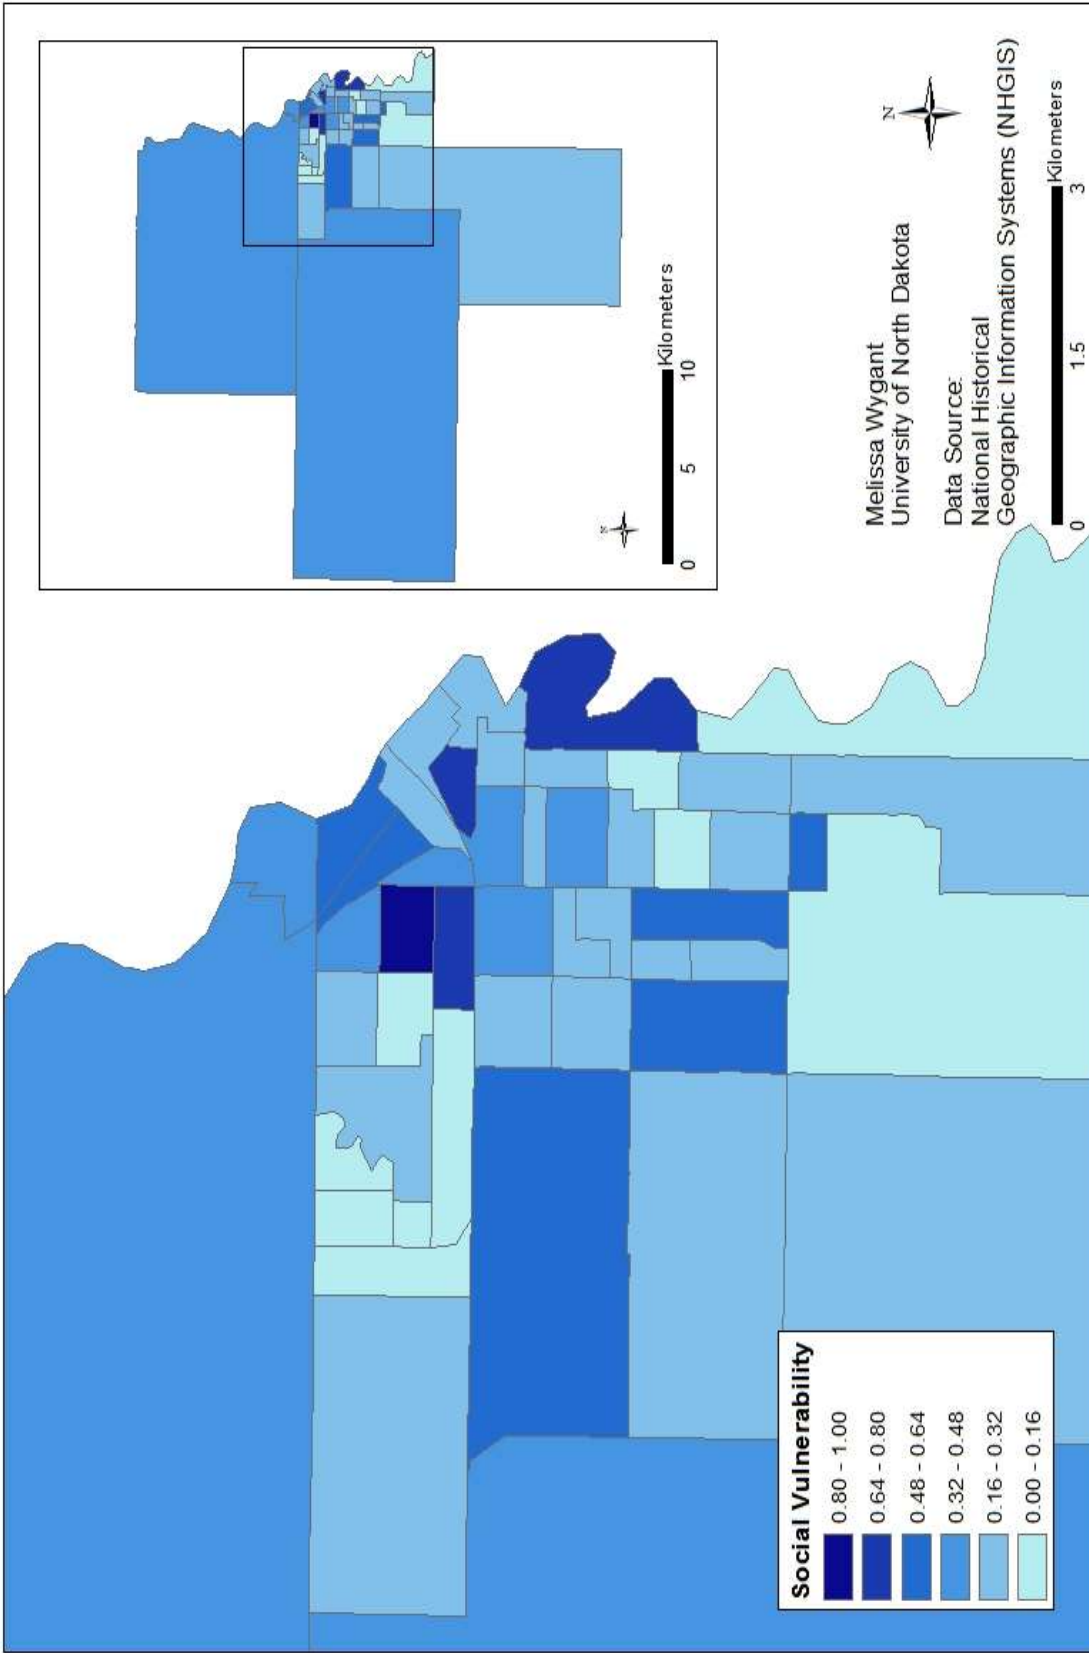 N
0
5
10
Kilometers
N
Melissa Wygant
University of North Dakota
Data Source:
National Historical
Geographic Information Systems (NHGIS)
Kilometers
0
1.5
3
Social Vulnerability
0.80 - 1.00
0.64 - 0.80
0.48 - 0.64
0.32 - 0.48
0.16 - 0.32
0.00 - 0.16